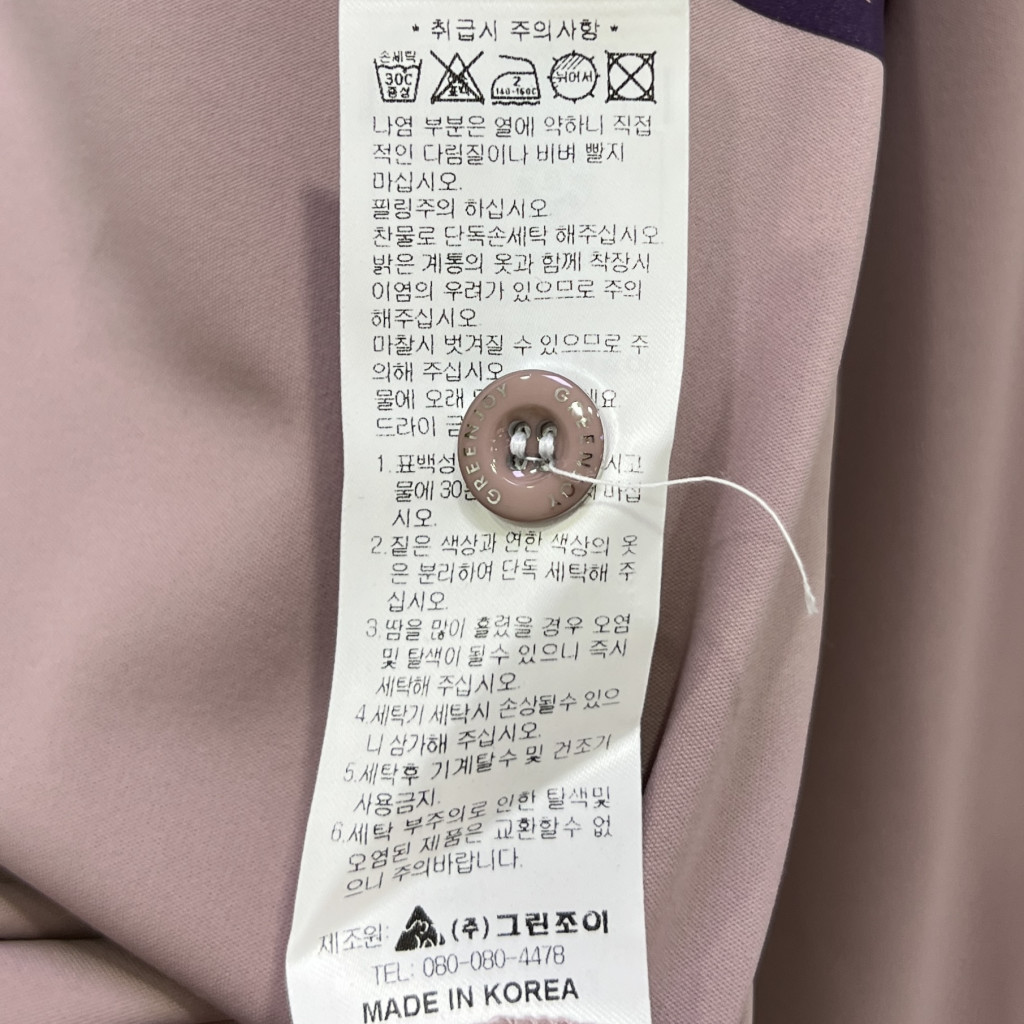 * 취급시 주의사항 *
손세탁
30C
중성
2
140-160C
뉘어서
나염 부분은 열에 약하니 직접
적인 다림질이나 비벼 빨지
마십시오.
필링주의 하십시오
찬물로 단독손세탁 해주십시오.
밝은 계통의 옷과 함께 착장시
이염의 우려가 있으므로 주의
해주십시오
마찰시 벗겨질 수 있으므로 주
의해 주십시오
물에 오래
드라이
GREENJOY GREENJOY
1.표백성
물에 30
시오.
2.짙은 색상과 연한 색상의 옷
은 분리하여 단독 세탁해 주
십시오.
3.땀을 많이 흘렸을 경우 오염
및 탈색이 될수 있으니 즉시
세탁해 주십시오.
4.세탁기 세탁시 손상될수 있으
니 삼가해 주십시오.
5.세탁후 기계탈수 및 건조기
사용금지.
6.세탁 부주의로 인한 탈색및
오염된 제품은 교환할수 없
으니 주의바랍니다.
제조원: (주)그린조이
TEL: 080-080-4478
MADE IN KOREA